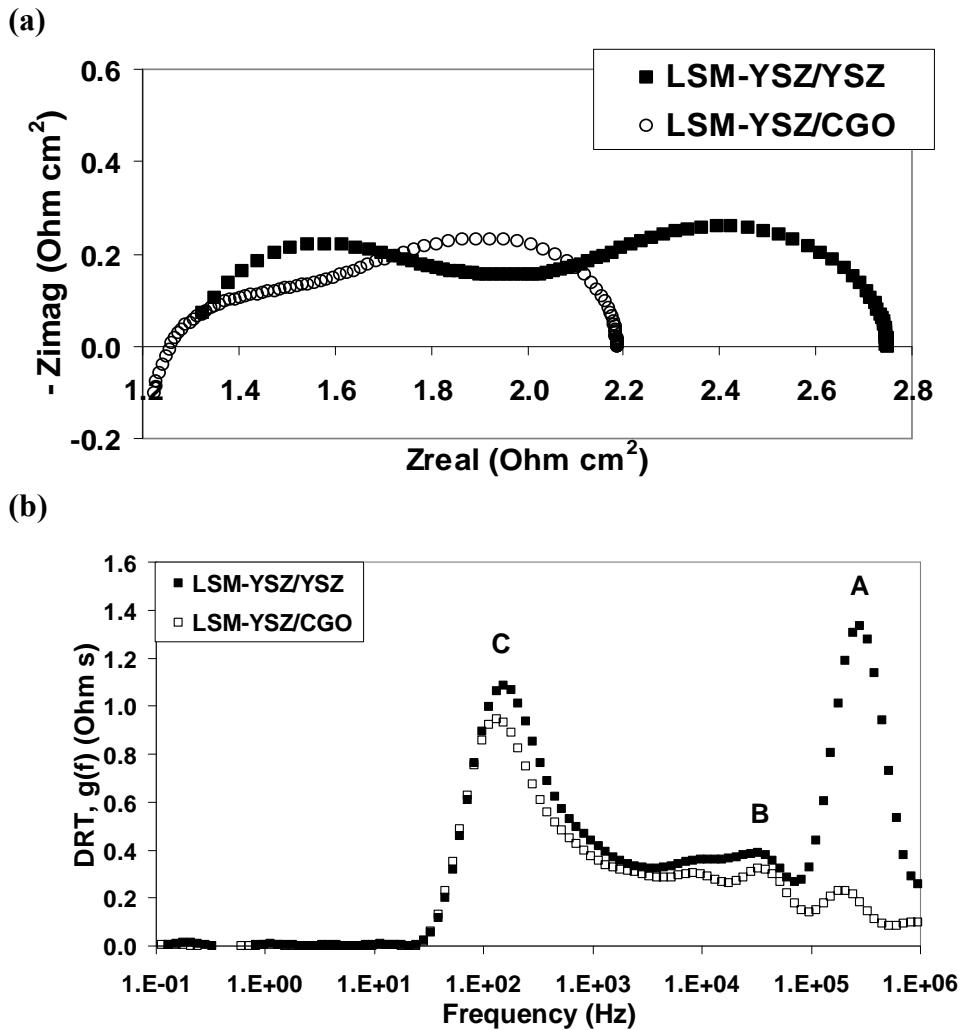 (a)
0.6
0.4
0.2
0.0
-0.2
- Zimag (Ohm cm²)
LSM-YSZ/YSZ
LSM-YSZ/CGO
1.2 1.4 1.6 1.8 2.0 2.2 2.4 2.6 2.8
Zreal (Ohm cm²)
(b)
1.6
1.4
1.2
1.0
0.8
0.6
0.4
0.2
0.0
DRT, g(f) (Ohm s)
LSM-YSZ/YSZ
LSM-YSZ/CGO
A
C
B
1.E-01 1.E+00 1.E+01 1.E+02 1.E+03 1.E+04 1.E+05 1.E+06
Frequency (Hz)